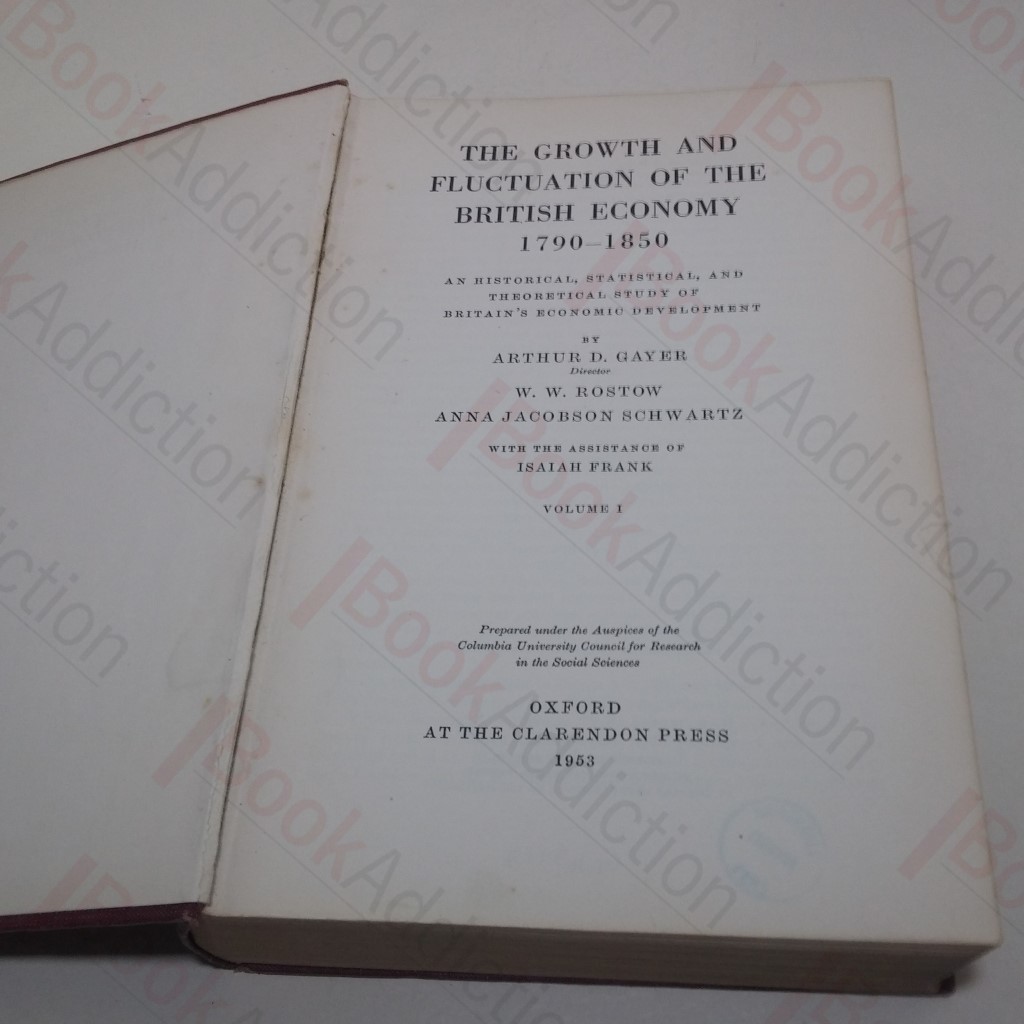 THE GROWTH AND
FLUCTUATION OF THE
BRITISH ECONOMY
1790–1850
AN HISTORICAL, STATISTICAL, AND
THEORETICAL STUDY OF
BRITAIN'S ECONOMIC DEVELOPMENT
BY
ARTHUR D. GAYER
Director
W. W. ROSTOW
ANNA JACOBSON SCHWARTZ
WITH THE ASSISTANCE OF
ISAIAH FRANK
VOLUME I
Prepared under the Auspices of the
Columbia University Council for Research
in the Social Sciences
OXFORD
AT THE CLARENDON PRESS
1953
BookAddiction